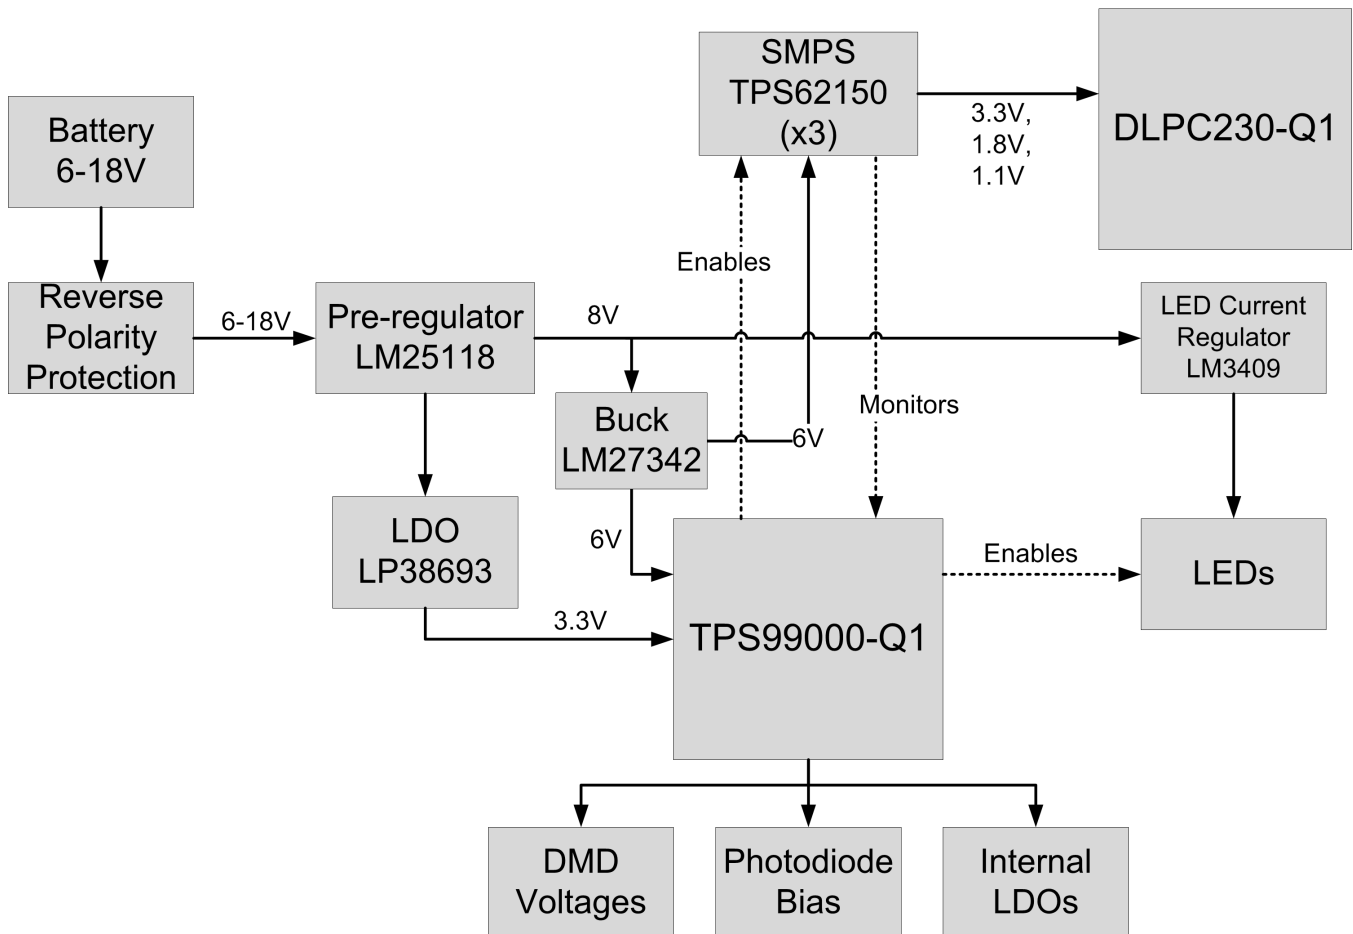 SMPS
TPS62150
(x3)
3.3V,
1.8V,
1.1V
DLPC230-Q1
Battery
6-18V
Enables
Reverse
Polarity
Protection
6-18V
Pre-regulator
LM25118
8V
LED Current
Regulator
LM3409
Monitors
Buck
LM27342
6V
LDO
LP38693
6V
3.3V
TPS99000-Q1
Enables
LEDs
DMD
Voltages
Photodiode
Bias
Internal
LDOs